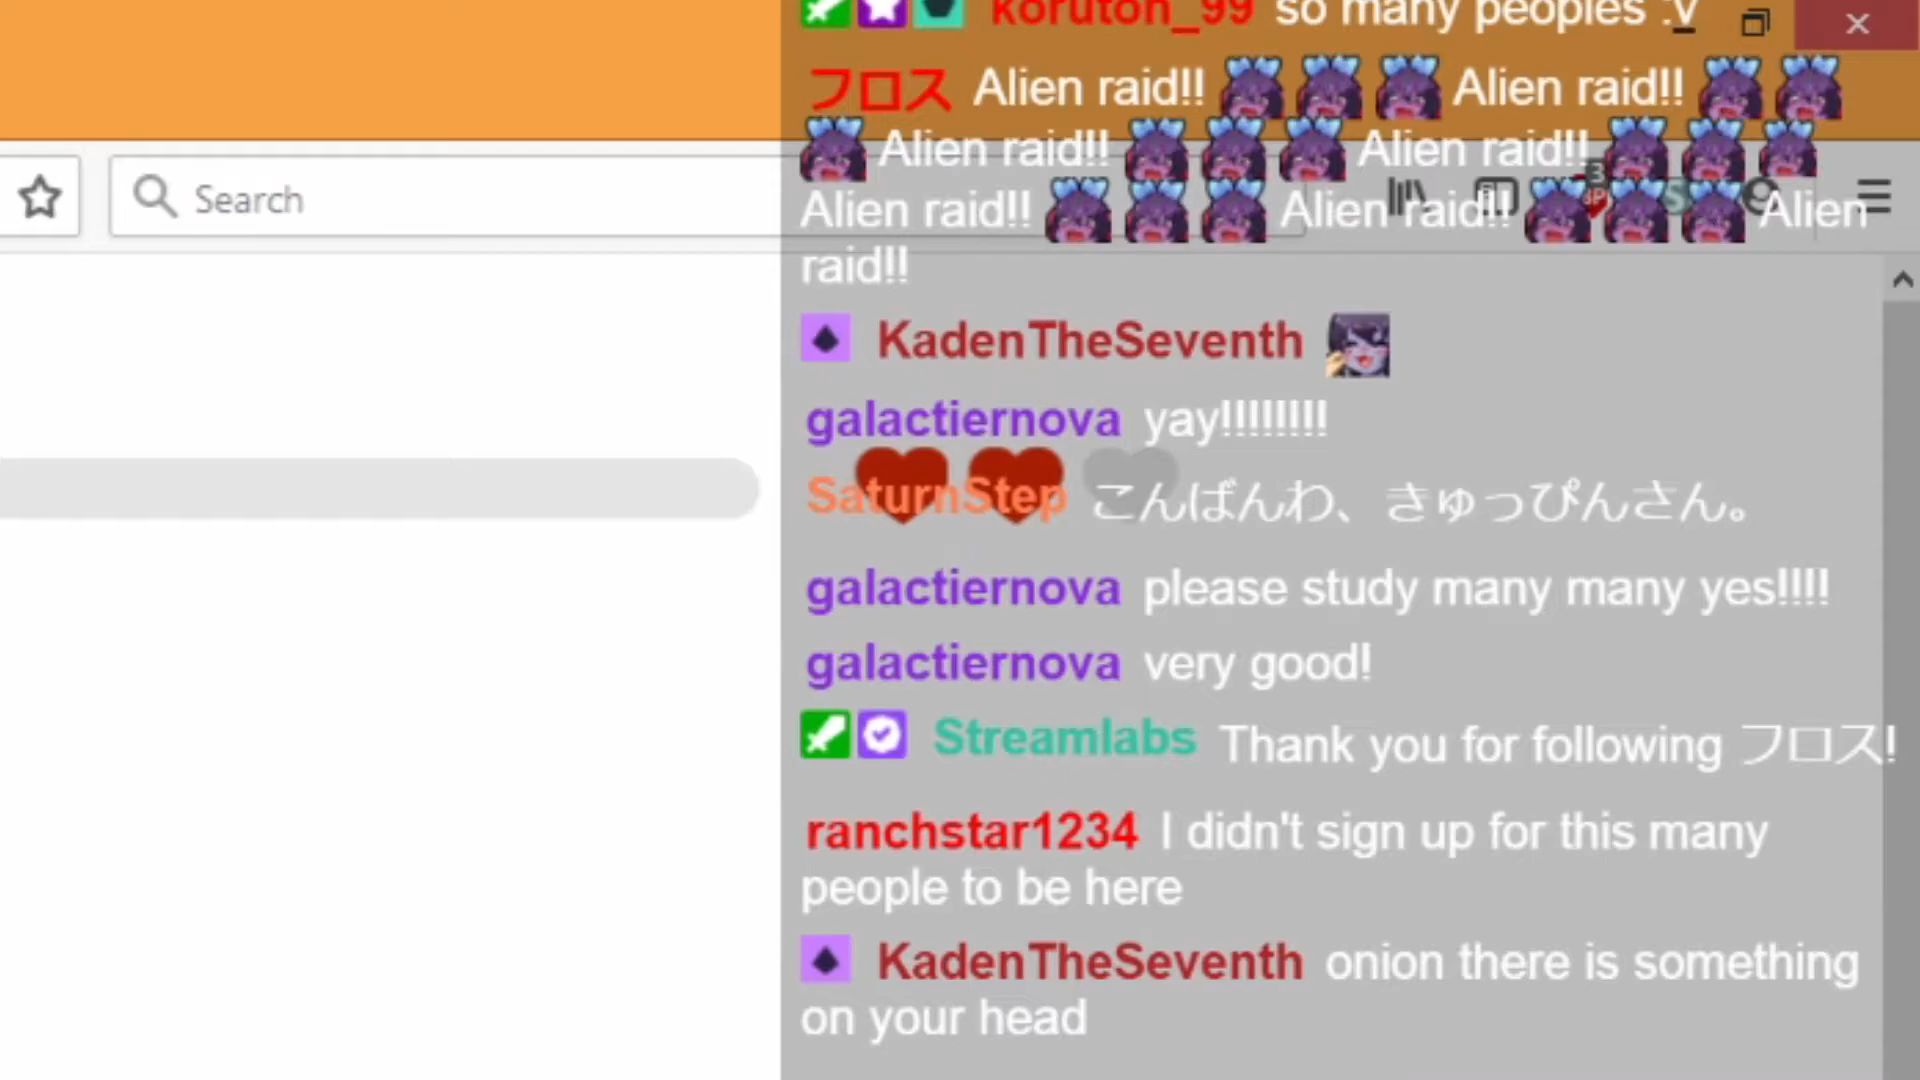 koruton_99 so many peoples :v
フロス Alien raid!! Alien raid!!
Alien raid!! Alien raid!!
Search
Alien raid!! Alien raid!! Alien
raid!!
KadenTheSeventh
galactiernova yay!!!!!!!!
SaturnStep こんばんわ、きゅっぴんさん。
galactiernova please study many many yes!!!!
galactiernova very good!
Streamlabs Thank you for following フロス!
ranchstar1234 I didn't sign up for this many
people to be here
KadenTheSeventh onion there is something
on your head